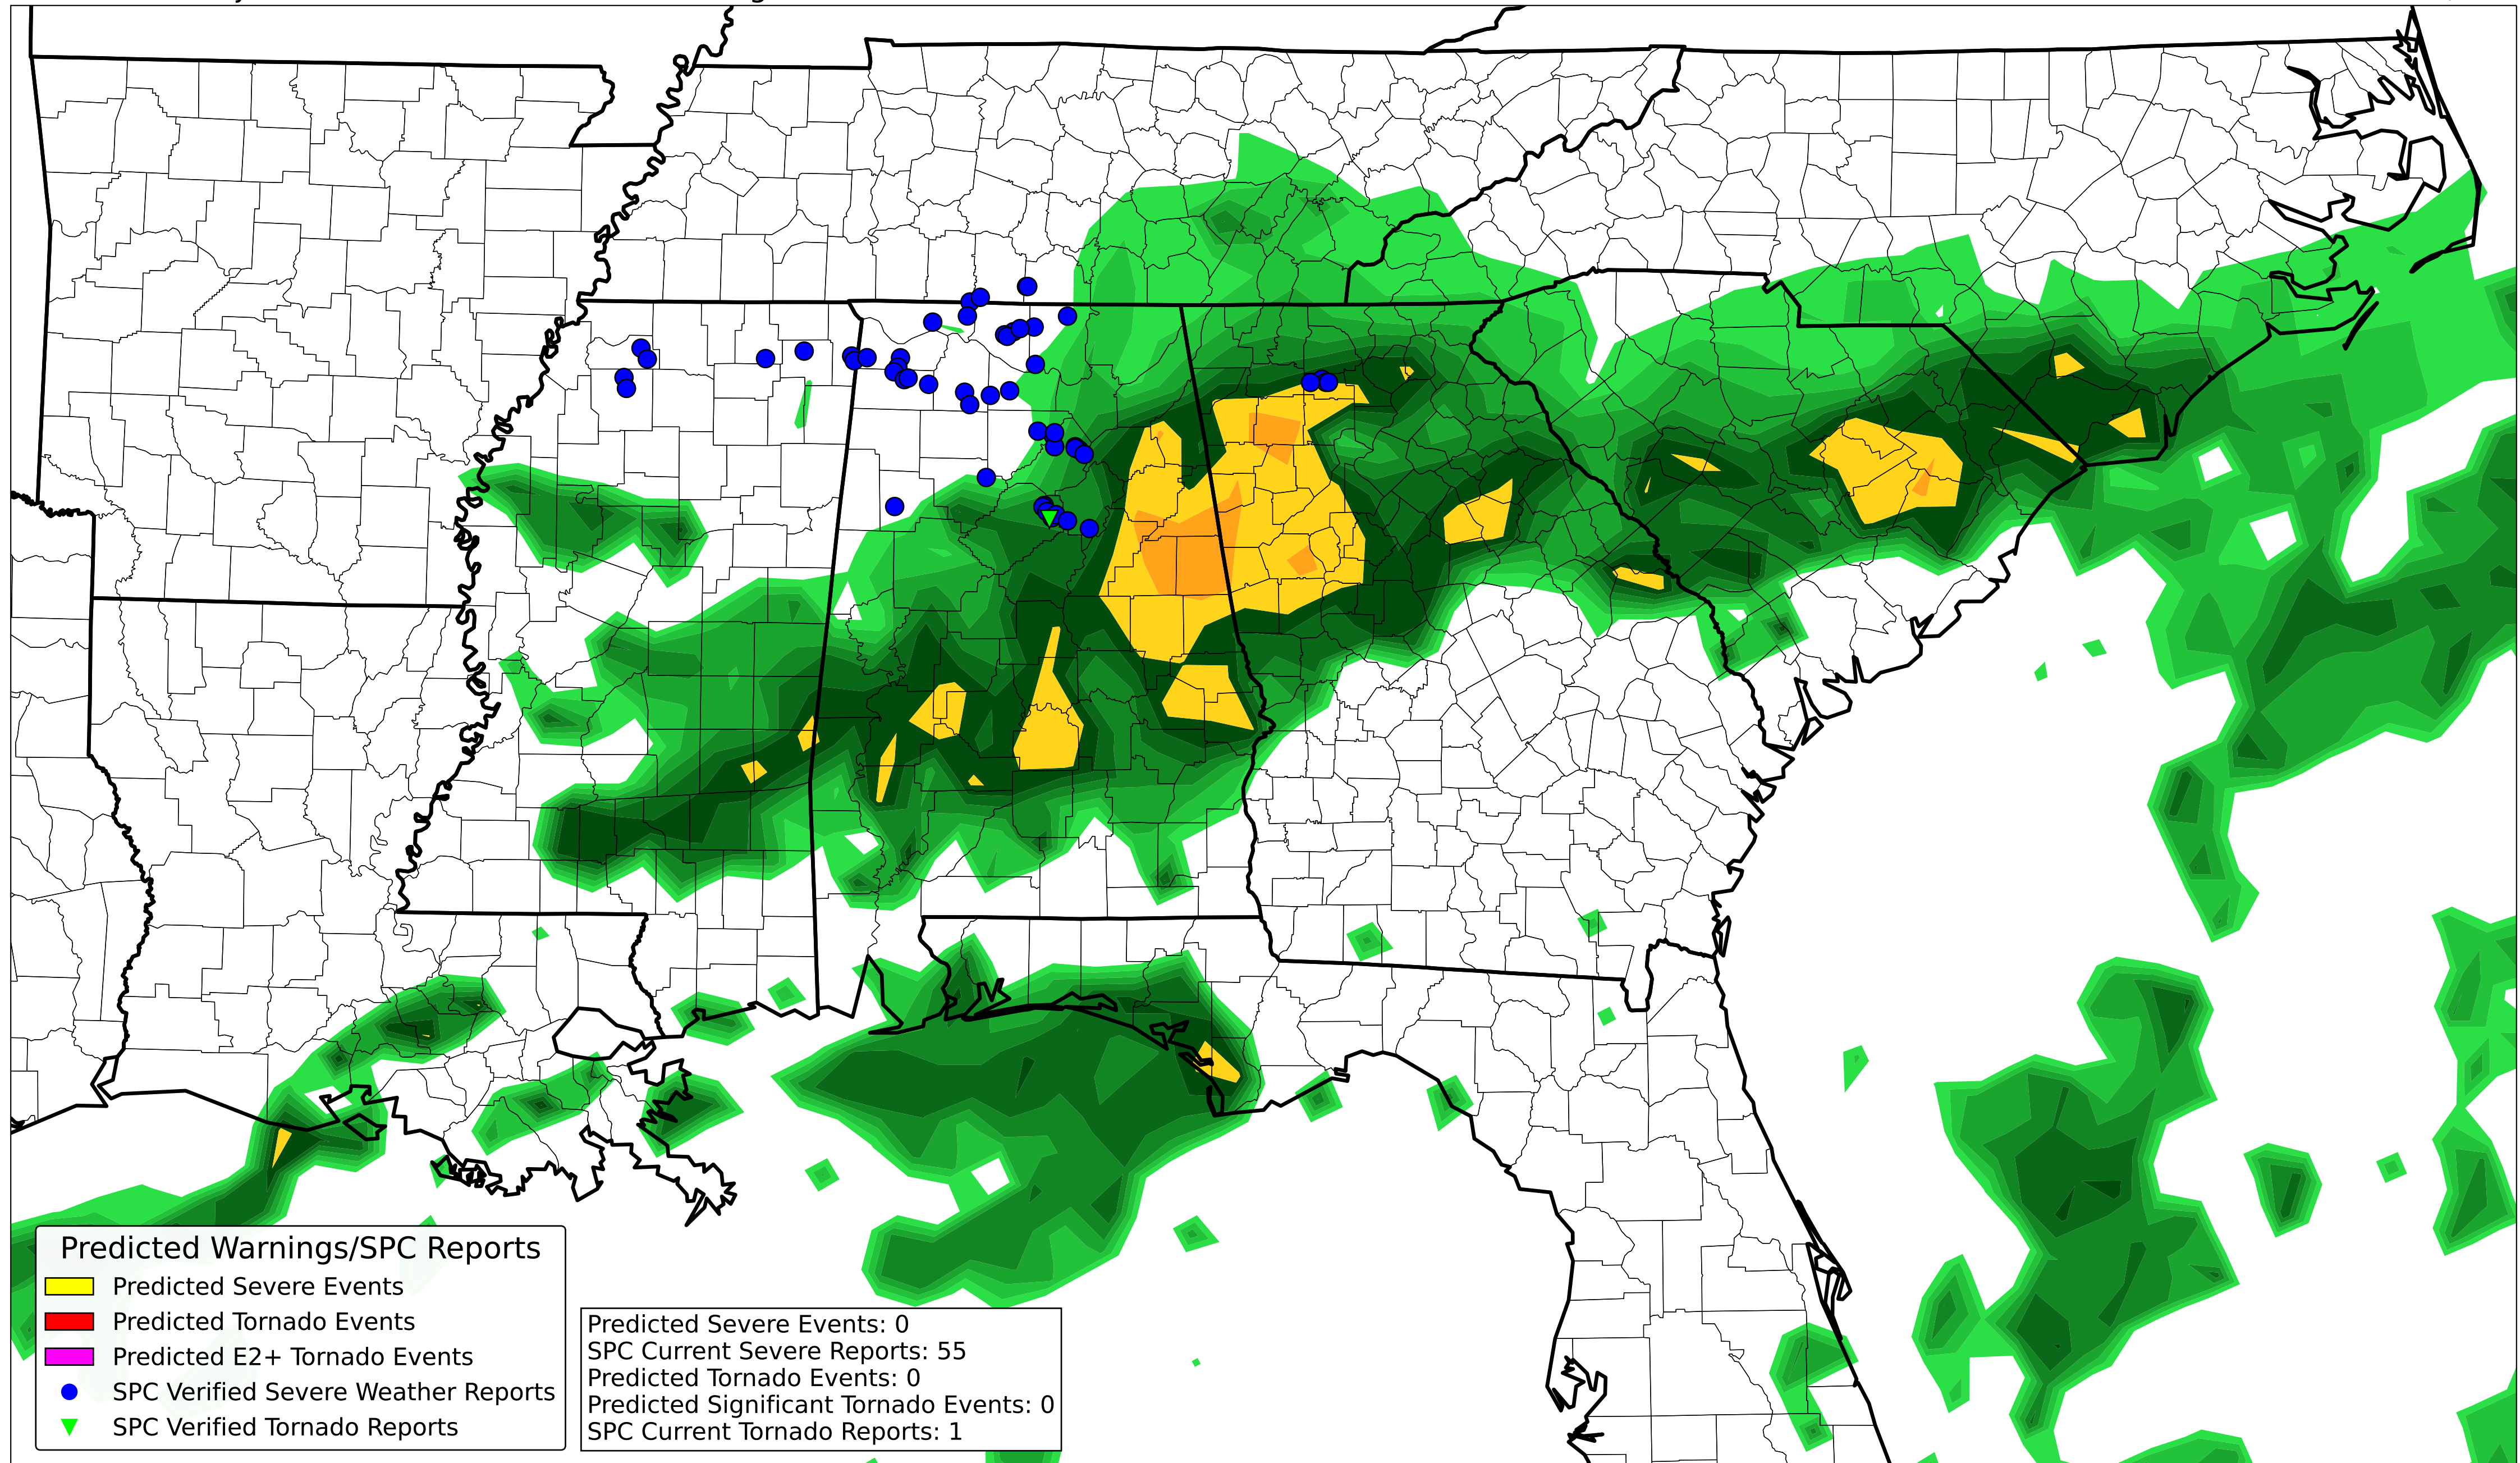 Predicted Warnings/SPC Reports
Predicted Severe Events
Predicted Tornado Events
Predicted E2+ Tornado Events
SPC Verified Severe Weather Reports
SPC Verified Tornado Reports
Predicted Severe Events: 0
SPC Current Severe Reports: 55
Predicted Tornado Events: 0
Predicted Significant Tornado Events: 0
SPC Current Tornado Reports: 1